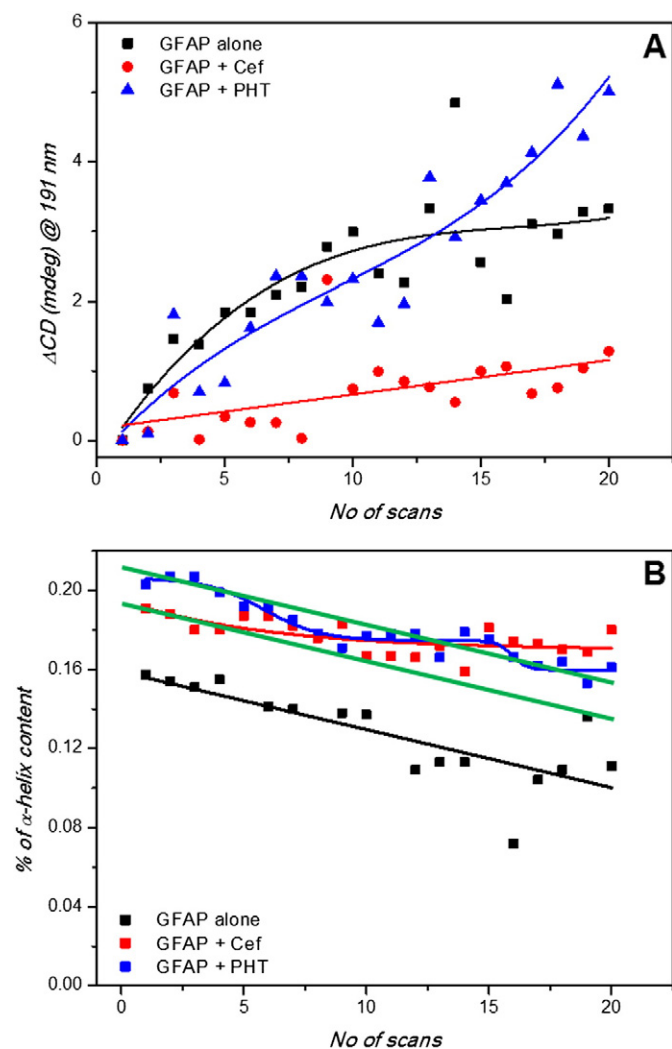 A
GFAP alone
GFAP + Cef
GFAP + PHT
6
4
2
0
ΔCD (mdeg) @ 191 nm
0
5
10
15
20
No of scans
B
0.20
0.16
0.12
0.08
0.04
0.00
% of α-helix content
GFAP alone
GFAP + Cef
GFAP + PHT
0
5
10
15
20
No of scans